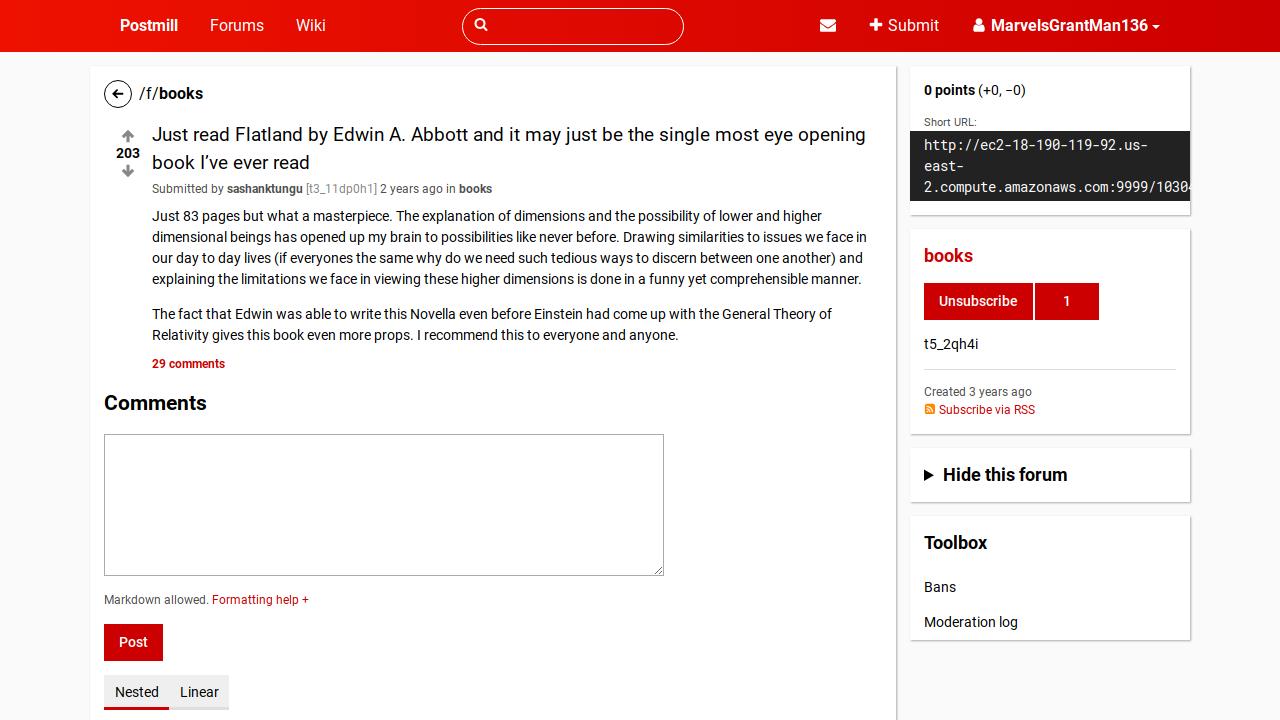 Postmill Forums Wiki Submit MarvelsGrantMan136
/f/books
203
Just read Flatland by Edwin A. Abbott and it may just be the single most eye opening
book I’ve ever read
Submitted by sashanktungu [t3_11dp0h1] 2 years ago in books
Just 83 pages but what a masterpiece. The explanation of dimensions and the possibility of lower and higher
dimensional beings has opened up my brain to possibilities like never before. Drawing similarities to issues we face in
our day to day lives (if everyones the same why do we need such tedious ways to discern between one another) and
explaining the limitations we face in viewing these higher dimensions is done in a funny yet comprehensible manner.
The fact that Edwin was able to write this Novella even before Einstein had come up with the General Theory of
Relativity gives this book even more props. I recommend this to everyone and anyone.
29 comments
Comments
Markdown allowed. Formatting help +
Post
Nested Linear
0 points (+0, −0)
Short URL:
http://ec2-18-190-119-92.us-
east-
2.compute.amazonaws.com:9999/1030
books
Unsubscribe 1
t5_2qh4i
Created 3 years ago
Subscribe via RSS
Hide this forum
Toolbox
Bans
Moderation log